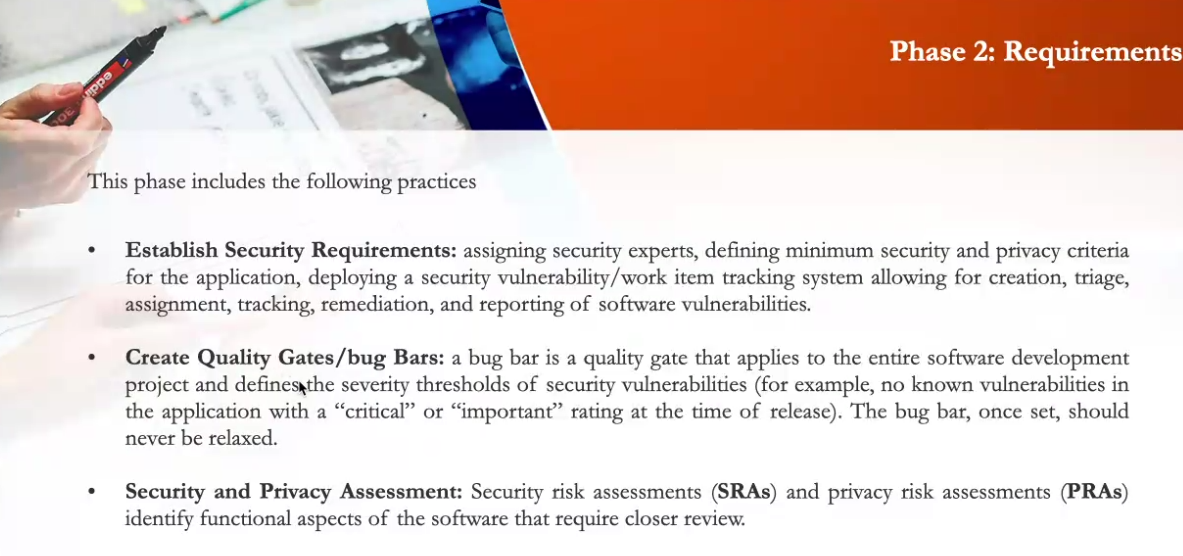 edding
Phase 2: Requirements
This phase includes the following practices
• Establish Security Requirements: assigning security experts, defining minimum security and privacy criteria
for the application, deploying a security vulnerability/work item tracking system allowing for creation, triage,
assignment, tracking, remediation, and reporting of software vulnerabilities.
• Create Quality Gates/bug Bars: a bug bar is a quality gate that applies to the entire software development
project and defines the severity thresholds of security vulnerabilities (for example, no known vulnerabilities in
the application with a “critical” or “important” rating at the time of release). The bug bar, once set, should
never be relaxed.
• Security and Privacy Assessment: Security risk assessments (SRAs) and privacy risk assessments (PRAs)
identify functional aspects of the software that require closer review.